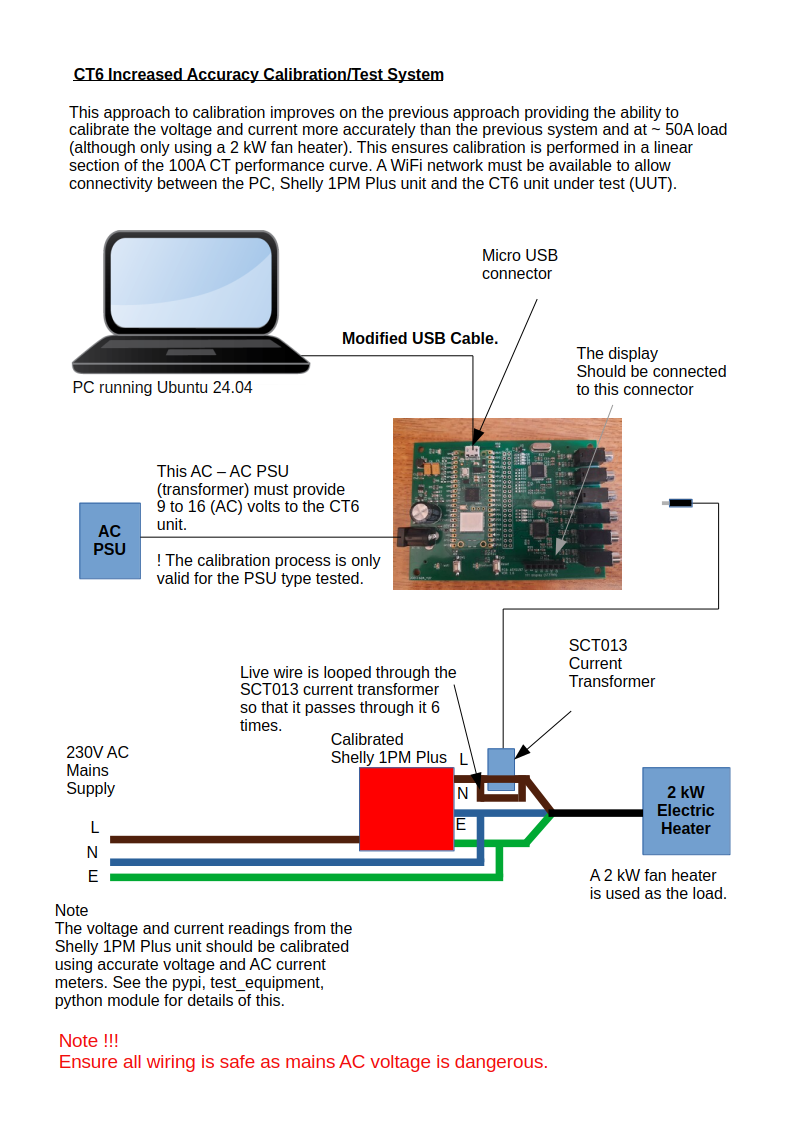 CT6 Increased Accuracy Calibration/Test System
This approach to calibration improves on the previous approach providing the ability to
calibrate the voltage and current more accurately than the previous system and at ~ 50A load
(although only using a 2 kW fan heater). This ensures calibration is performed in a linear
section of the 100A CT performance curve. A WiFi network must be available to allow
connectivity between the PC, Shelly 1PM Plus unit and the CT6 unit under test (UUT).
Micro USB
connector
Modified USB Cable.
The display
Should be connected
to this connector
PC running Ubuntu 24.04
This AC – AC PSU
(transformer) must provide
9 to 16 (AC) volts to the CT6
unit.
! The calibration process is only
valid for the PSU type tested.
AC
PSU
SCT013
Current
Transformer
Live wire is looped through the
SCT013 current transformer
so that it passes through it 6
times.
Calibrated
Shelly 1PM Plus
L
N
E
230V AC
Mains
Supply
L
N
E
2 kW
Electric
Heater
A 2 kW fan heater
is used as the load.
Note
The voltage and current readings from the
Shelly 1PM Plus unit should be calibrated
using accurate voltage and AC current
meters. See the pypi, test_equipment,
python module for details of this.
Note !!!
Ensure all wiring is safe as mains AC voltage is dangerous.